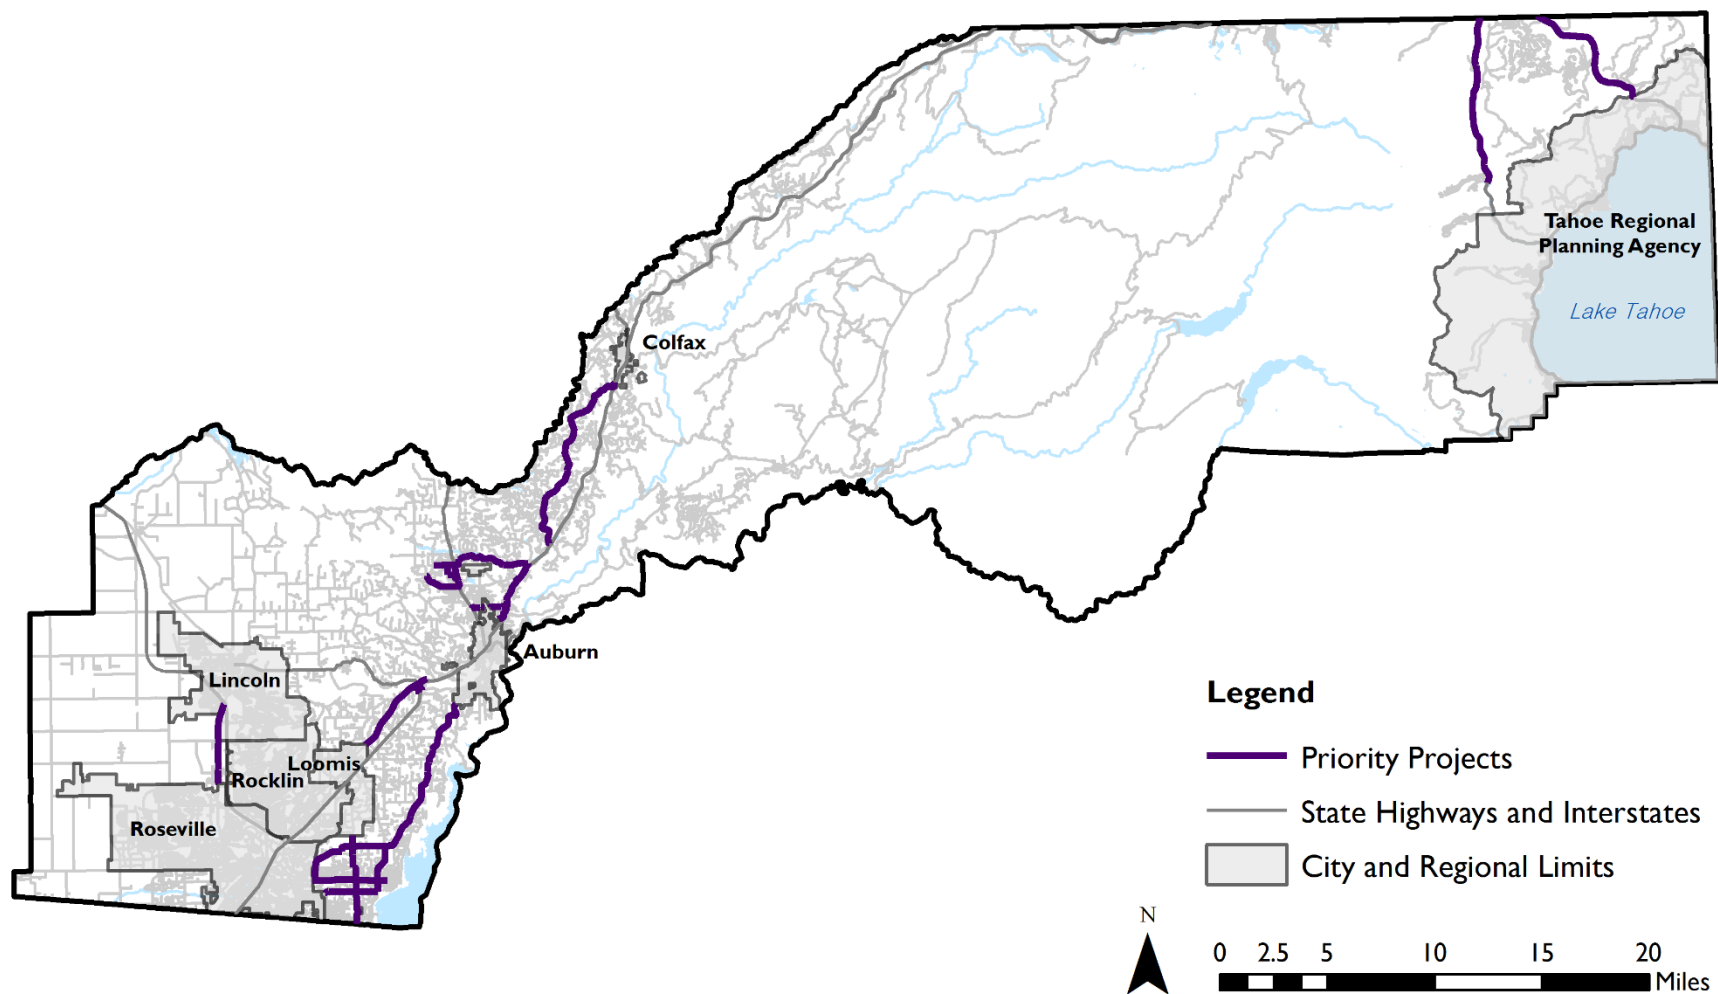 Tahoe Regional
Planning Agency
Lake Tahoe
Colfax
Auburn
Lincoln
Loomis
Rocklin
Roseville
Legend
Priority Projects
State Highways and Interstates
City and Regional Limits
N
0 2.5 5 10 15 20
Miles